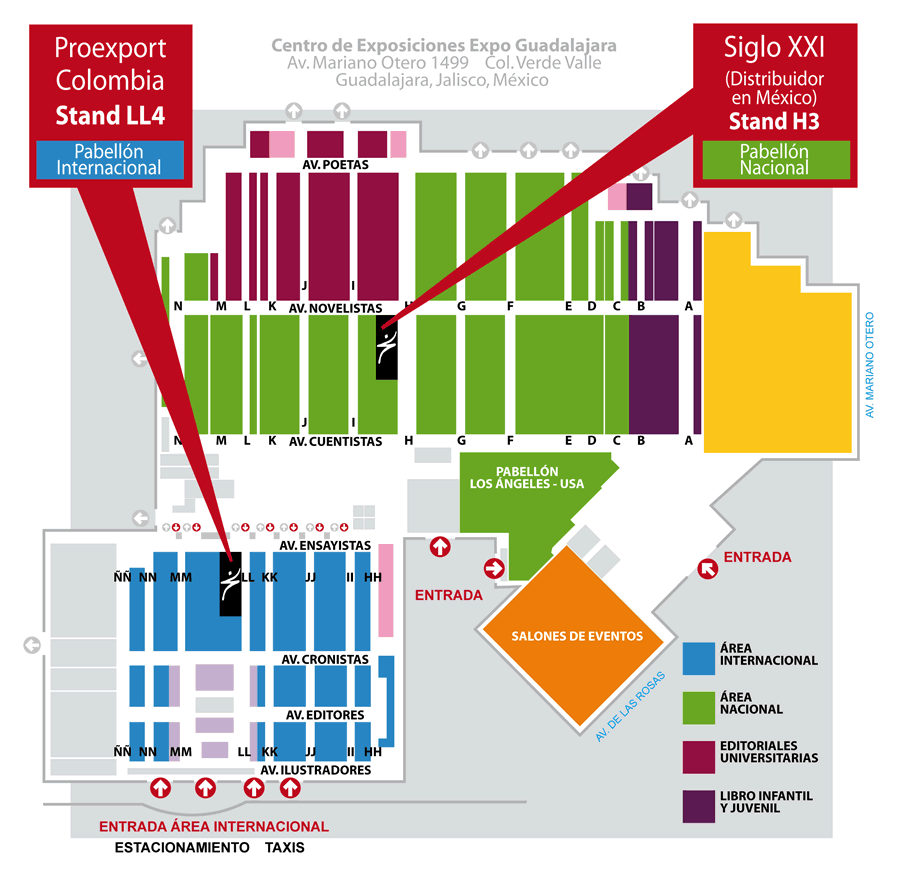 Proexport
Colombia
Stand LL4
Pabellón
Internacional
Centro de Exposiciones Expo Guadalajara
Av. Mariano Otero 1499 Col. Verde Valle
Guadalajara, Jalisco, México
Siglo XXI
(Distribuidor
en México)
Stand H3
Pabellón
Nacional
AV. POETAS
J I
N M L K H G F E D C B A
AV. NOVELISTAS
AV. MARIANO OTERO
J I
N M L K H G F E D C B A
AV. CUENTISTAS
PABELLÓN
LOS ÁNGELES - USA
AV. ENSAYISTAS
ÑÑ NN MM LL KK JJ II HH
ENTRADA
ENTRADA
SALONES DE EVENTOS
AV. DE LAS ROSAS
AV. CRONISTAS
AV. EDITORES
ÑÑ NN MM LL KK JJ II HH
AV. ILUSTRADORES
ENTRADA ÁREA INTERNACIONAL
ESTACIONAMIENTO TAXIS
ÁREA
INTERNACIONAL
ÁREA
NACIONAL
EDITORIALES
UNIVERSITARIAS
LIBRO INFANTIL
Y JUVENIL